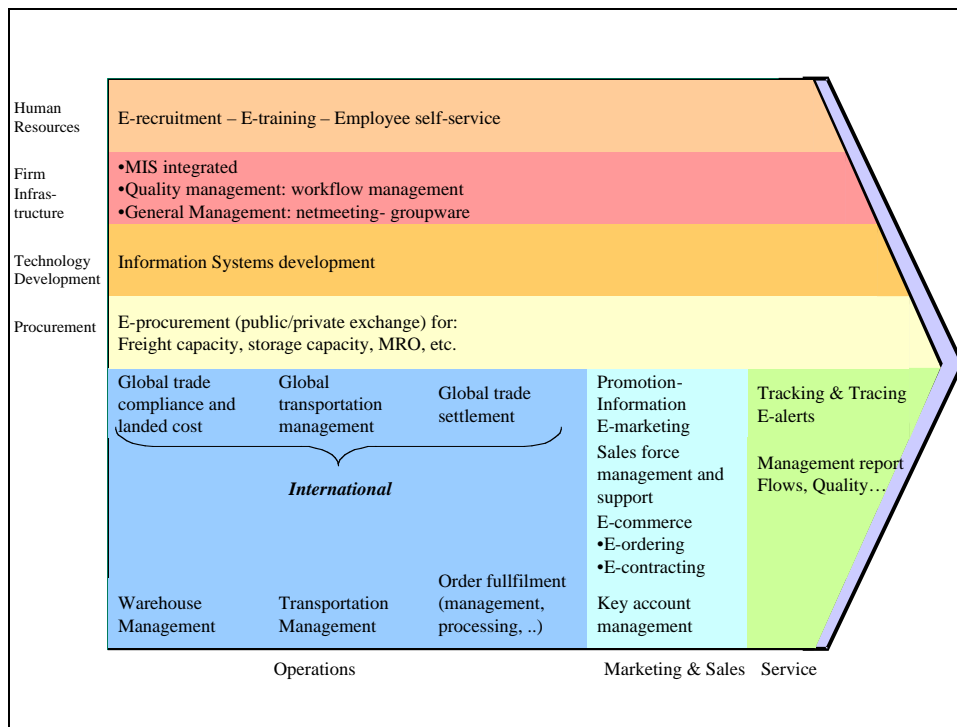 Human
Resources
E-recruitment – E-training – Employee self-service
Firm
Infras-
tructure
•MIS integrated
•Quality management: workflow management
•General Management: netmeeting- groupware
Technology
Development
Information Systems development
Procurement
E-procurement (public/private exchange) for:
Freight capacity, storage capacity, MRO, etc.
Global trade
compliance and
landed cost
Global
transportation
management
Global trade
settlement
International
Warehouse
Management
Transportation
Management
Order fullfilment
(management,
processing, ..)
Promotion-
Information
E-marketing
Sales force
management and
support
E-commerce
•E-ordering
•E-contracting
Key account
management
Tracking & Tracing
E-alerts
Management report
Flows, Quality…
Operations
Marketing & Sales
Service